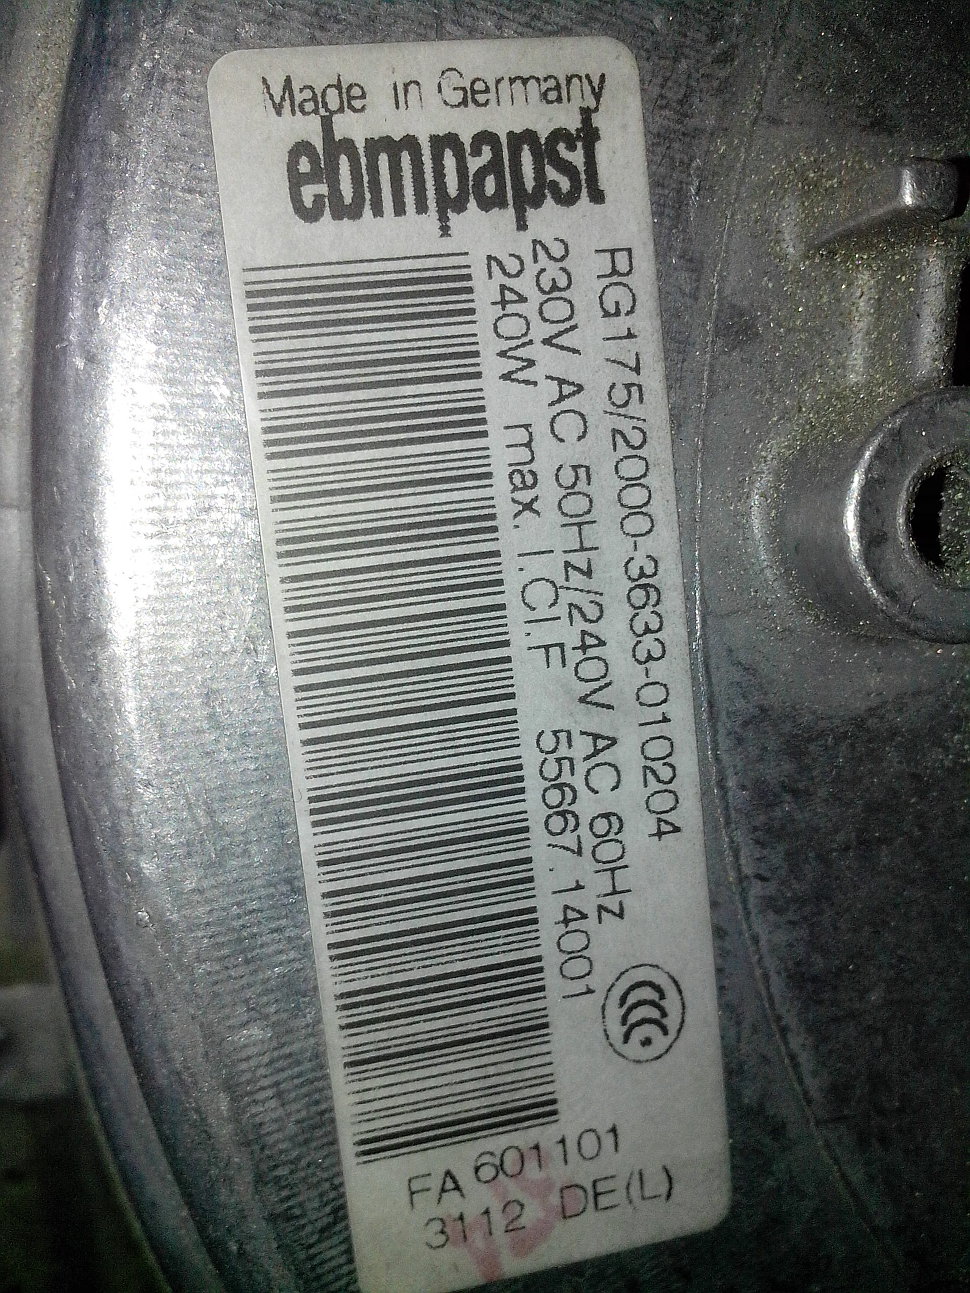 Made in Germany
ebmpapst
RG175/2000-3633-010204
230V AC 50Hz/240V AC 60Hz
240W max. I.Cl.F 55667.14001
CCC
FA 601101
3112 DE(L)